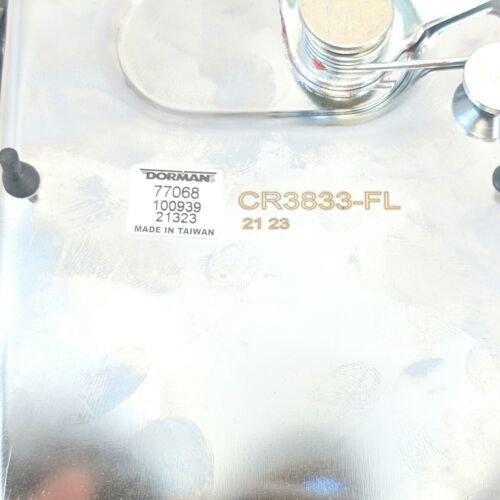 DORMAN
77068
100939
21323
MADE IN TAIWAN
CR3833-FL
21 23